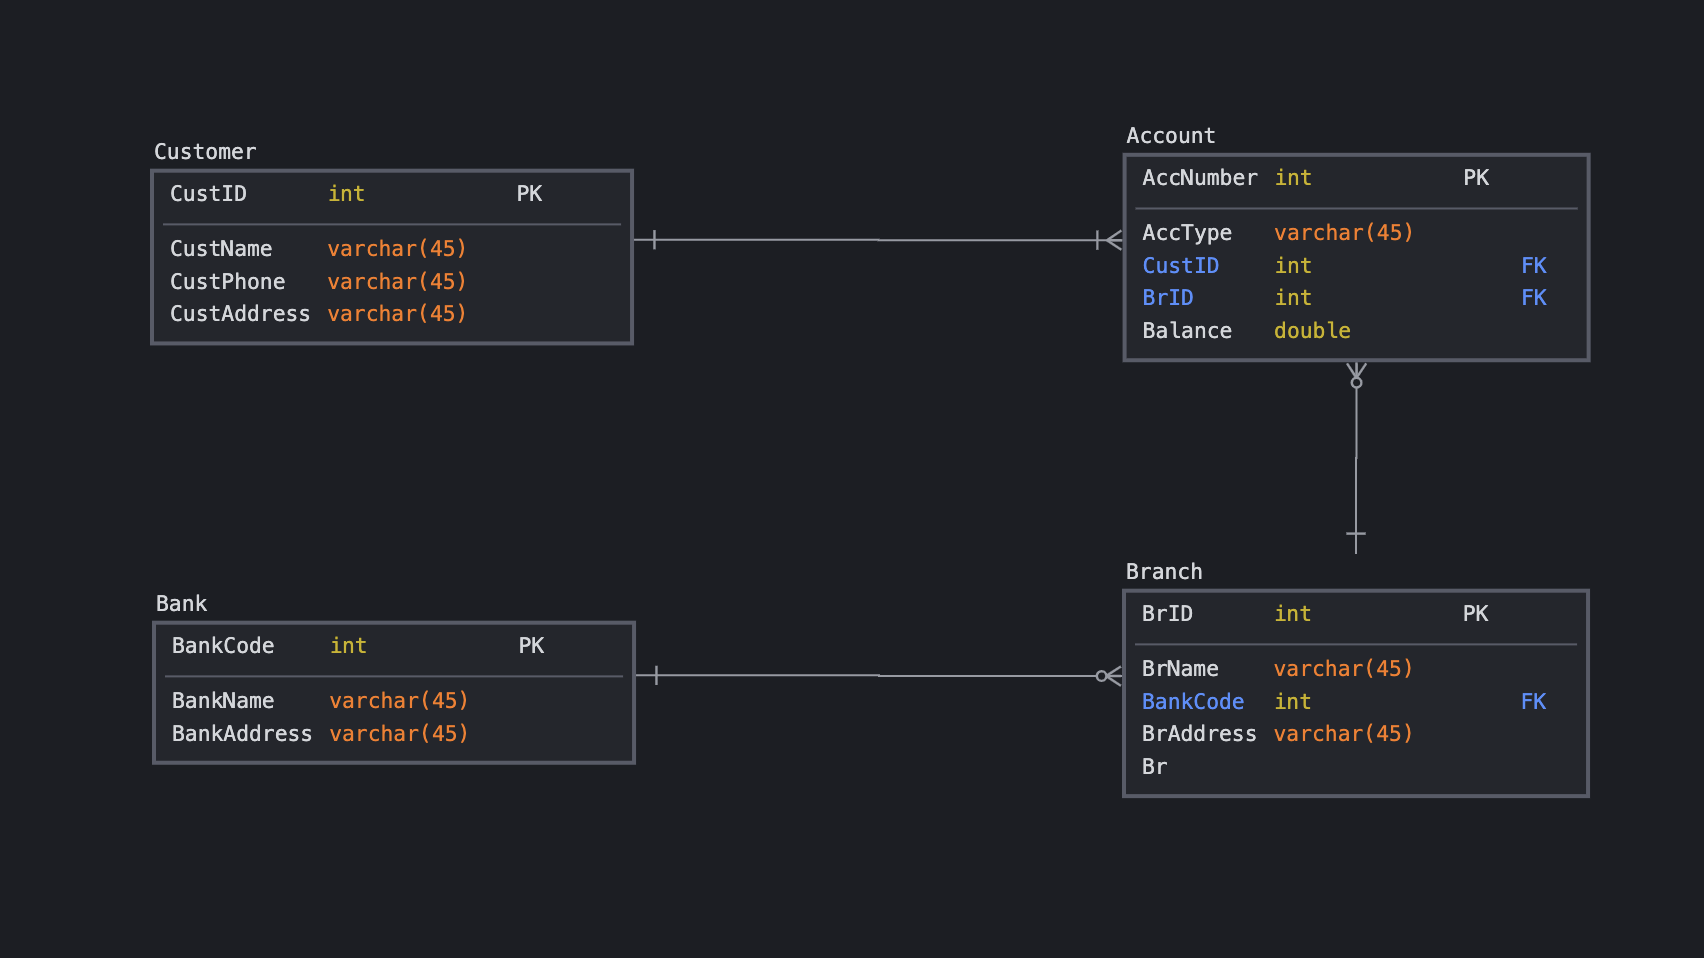 Customer
CustID int PK
CustName varchar(45)
CustPhone varchar(45)
CustAddress varchar(45)
Account
AccNumber int PK
AccType varchar(45)
CustID int FK
BrID int FK
Balance double
Bank
BankCode int PK
BankName varchar(45)
BankAddress varchar(45)
Branch
BrID int PK
BrName varchar(45)
BankCode int FK
BrAddress varchar(45)
Br